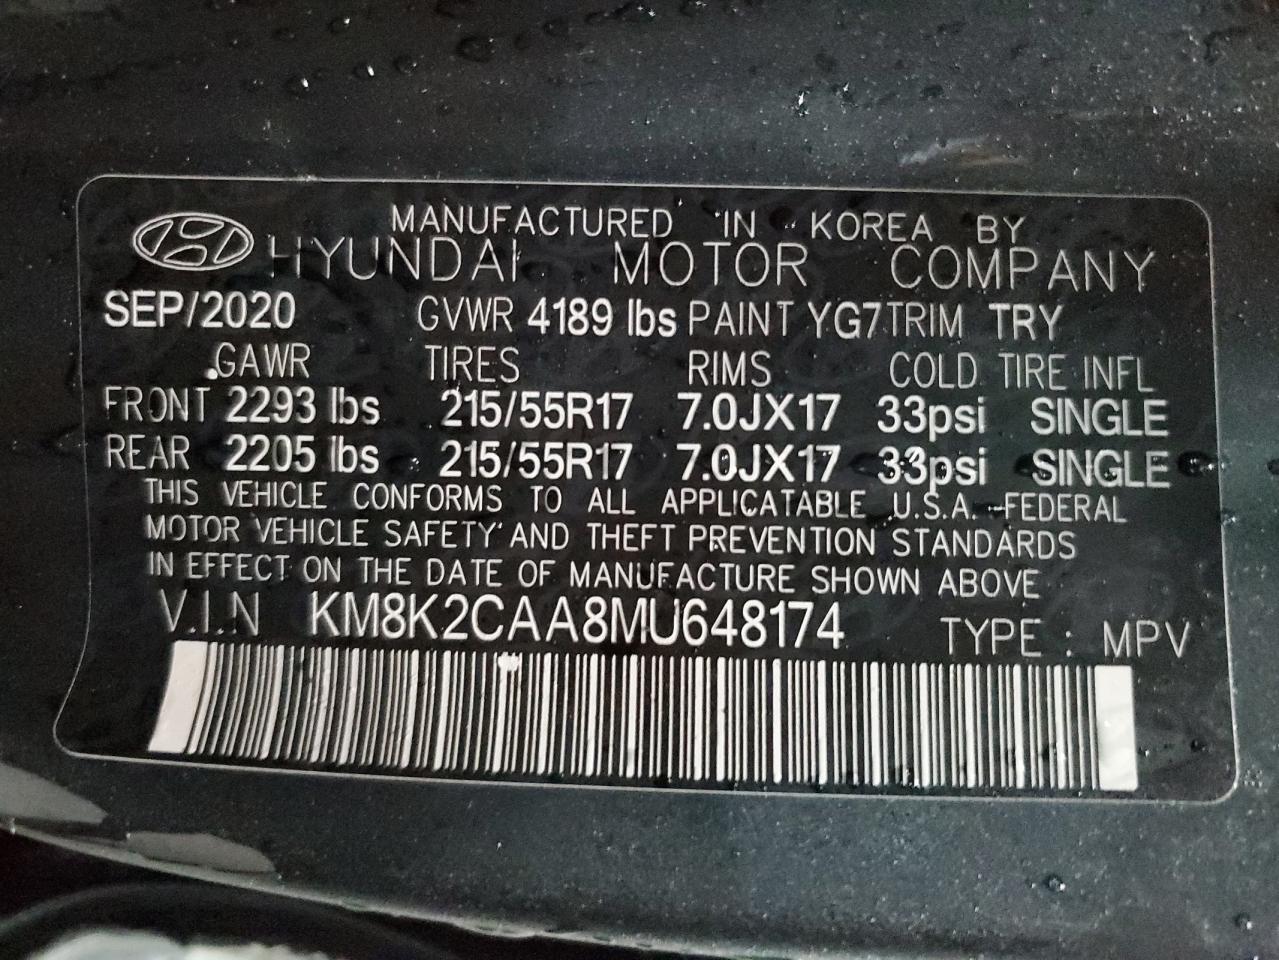 MANUFACTURED IN KOREA BY
HYUNDAI MOTOR COMPANY
SEP/2020 GVWR 4189 lbs PAINT YG7 TRIM TRY
GAWR TIRES RIMS COLD TIRE INFL
FRONT 2293 lbs 215/55R17 7.0JX17 33psi SINGLE
REAR 2205 lbs 215/55R17 7.0JX17 33psi SINGLE
THIS VEHICLE CONFORMS TO ALL APPLICATABLE U.S.A. -FEDERAL
MOTOR VEHICLE SAFETY AND THEFT PREVENTION STANDARDS
IN EFFECT ON THE DATE OF MANUFACTURE SHOWN ABOVE
V.I.N KM8K2CAA8MU648174 TYPE : MPV